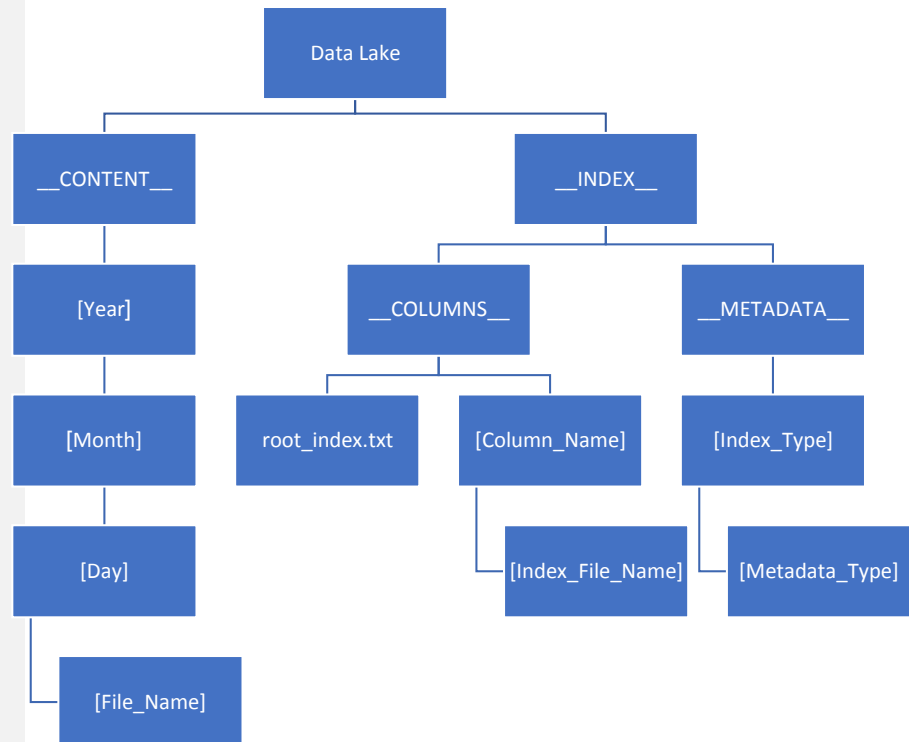 Data Lake
__CONTENT__
__INDEX__
[Year]
__COLUMNS__
__METADATA__
[Month]
root_index.txt
[Column_Name]
[Index_Type]
[Day]
[Index_File_Name]
[Metadata_Type]
[File_Name]